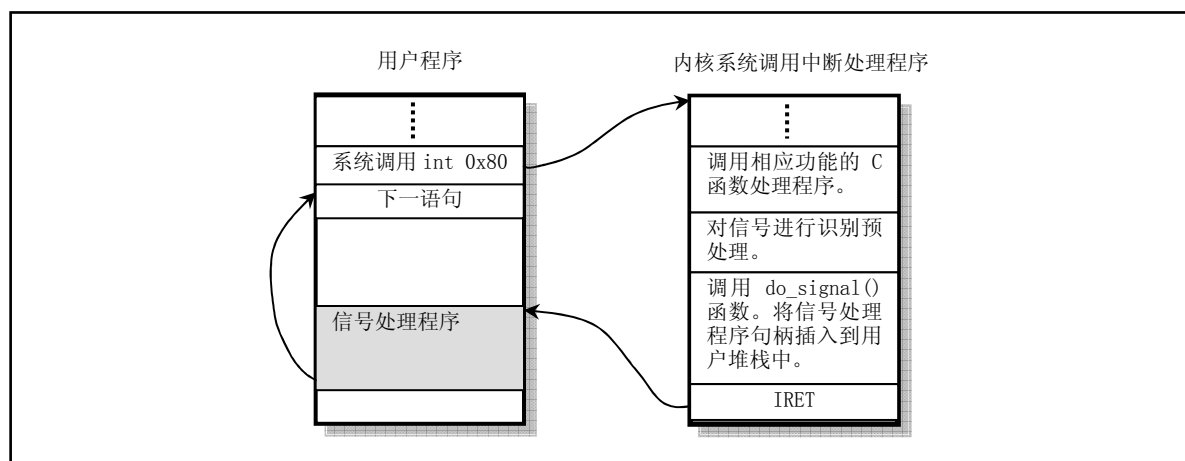 用户程序
系统调用 int 0x80
下一语句
信号处理程序
内核系统调用中断处理程序
调用相应功能的 C
函数处理程序。
对信号进行识别预
处理。
调用 do_signal()
函数。将信号处理
程序句柄插入到用
户堆栈中。
IRET